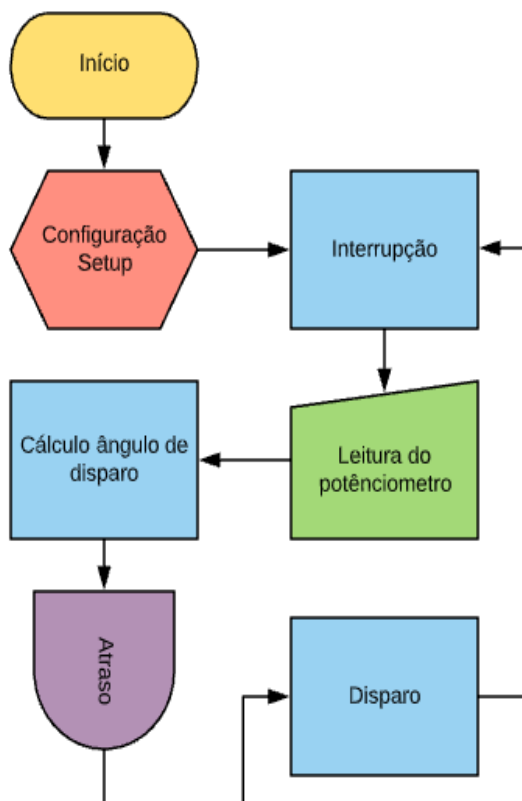 Início
Configuração
Setup
Interrupção
Leitura do
potênciometro
Cálculo ângulo de
disparo
Atraso
Disparo